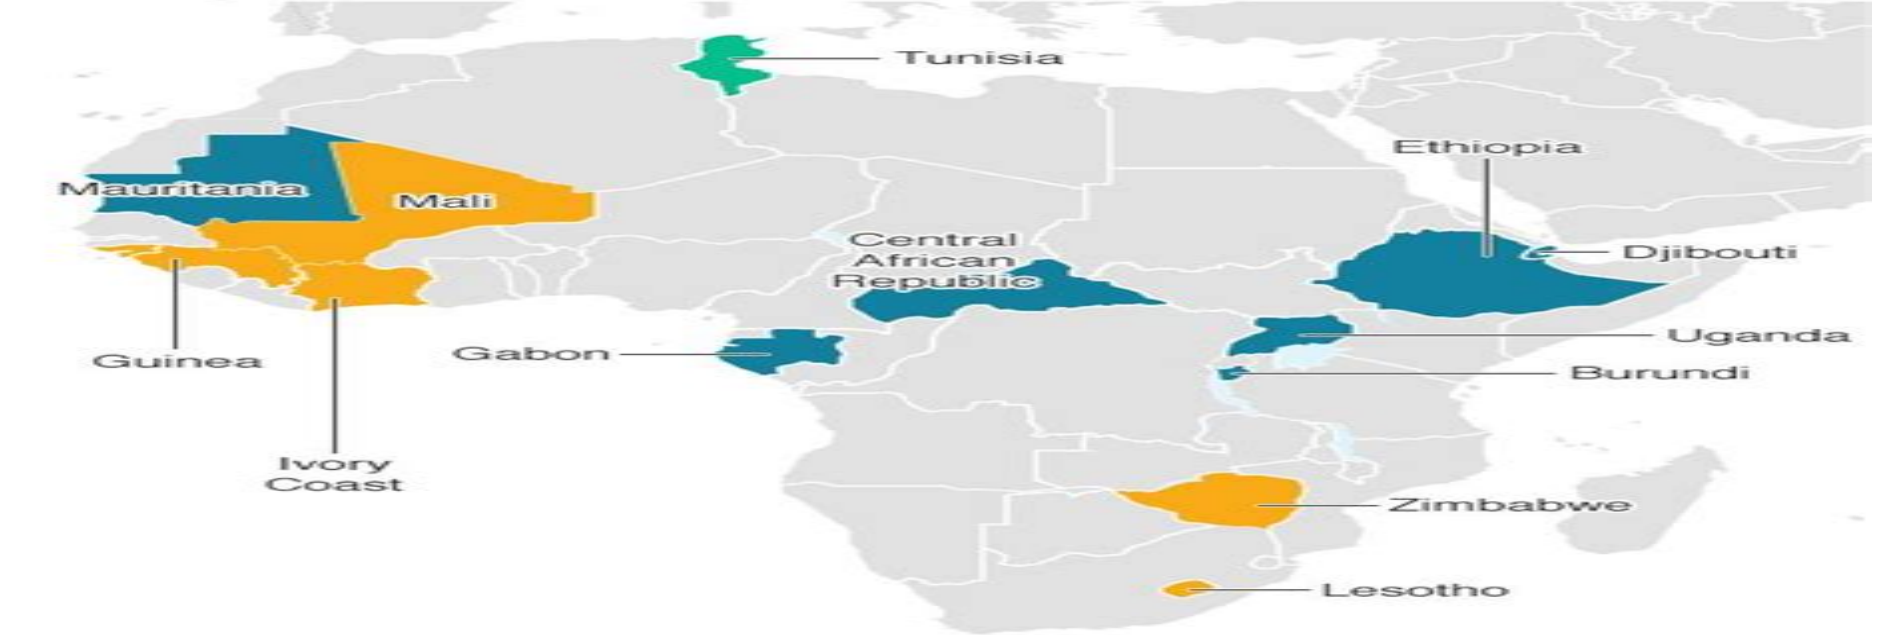 Tunisia
Ethiopia
Mauritania
Mali
Central
African
Republic
Djibouti
Guinea
Gabon
Uganda
Burundi
Ivory
Coast
Zimbabwe
Lesotho